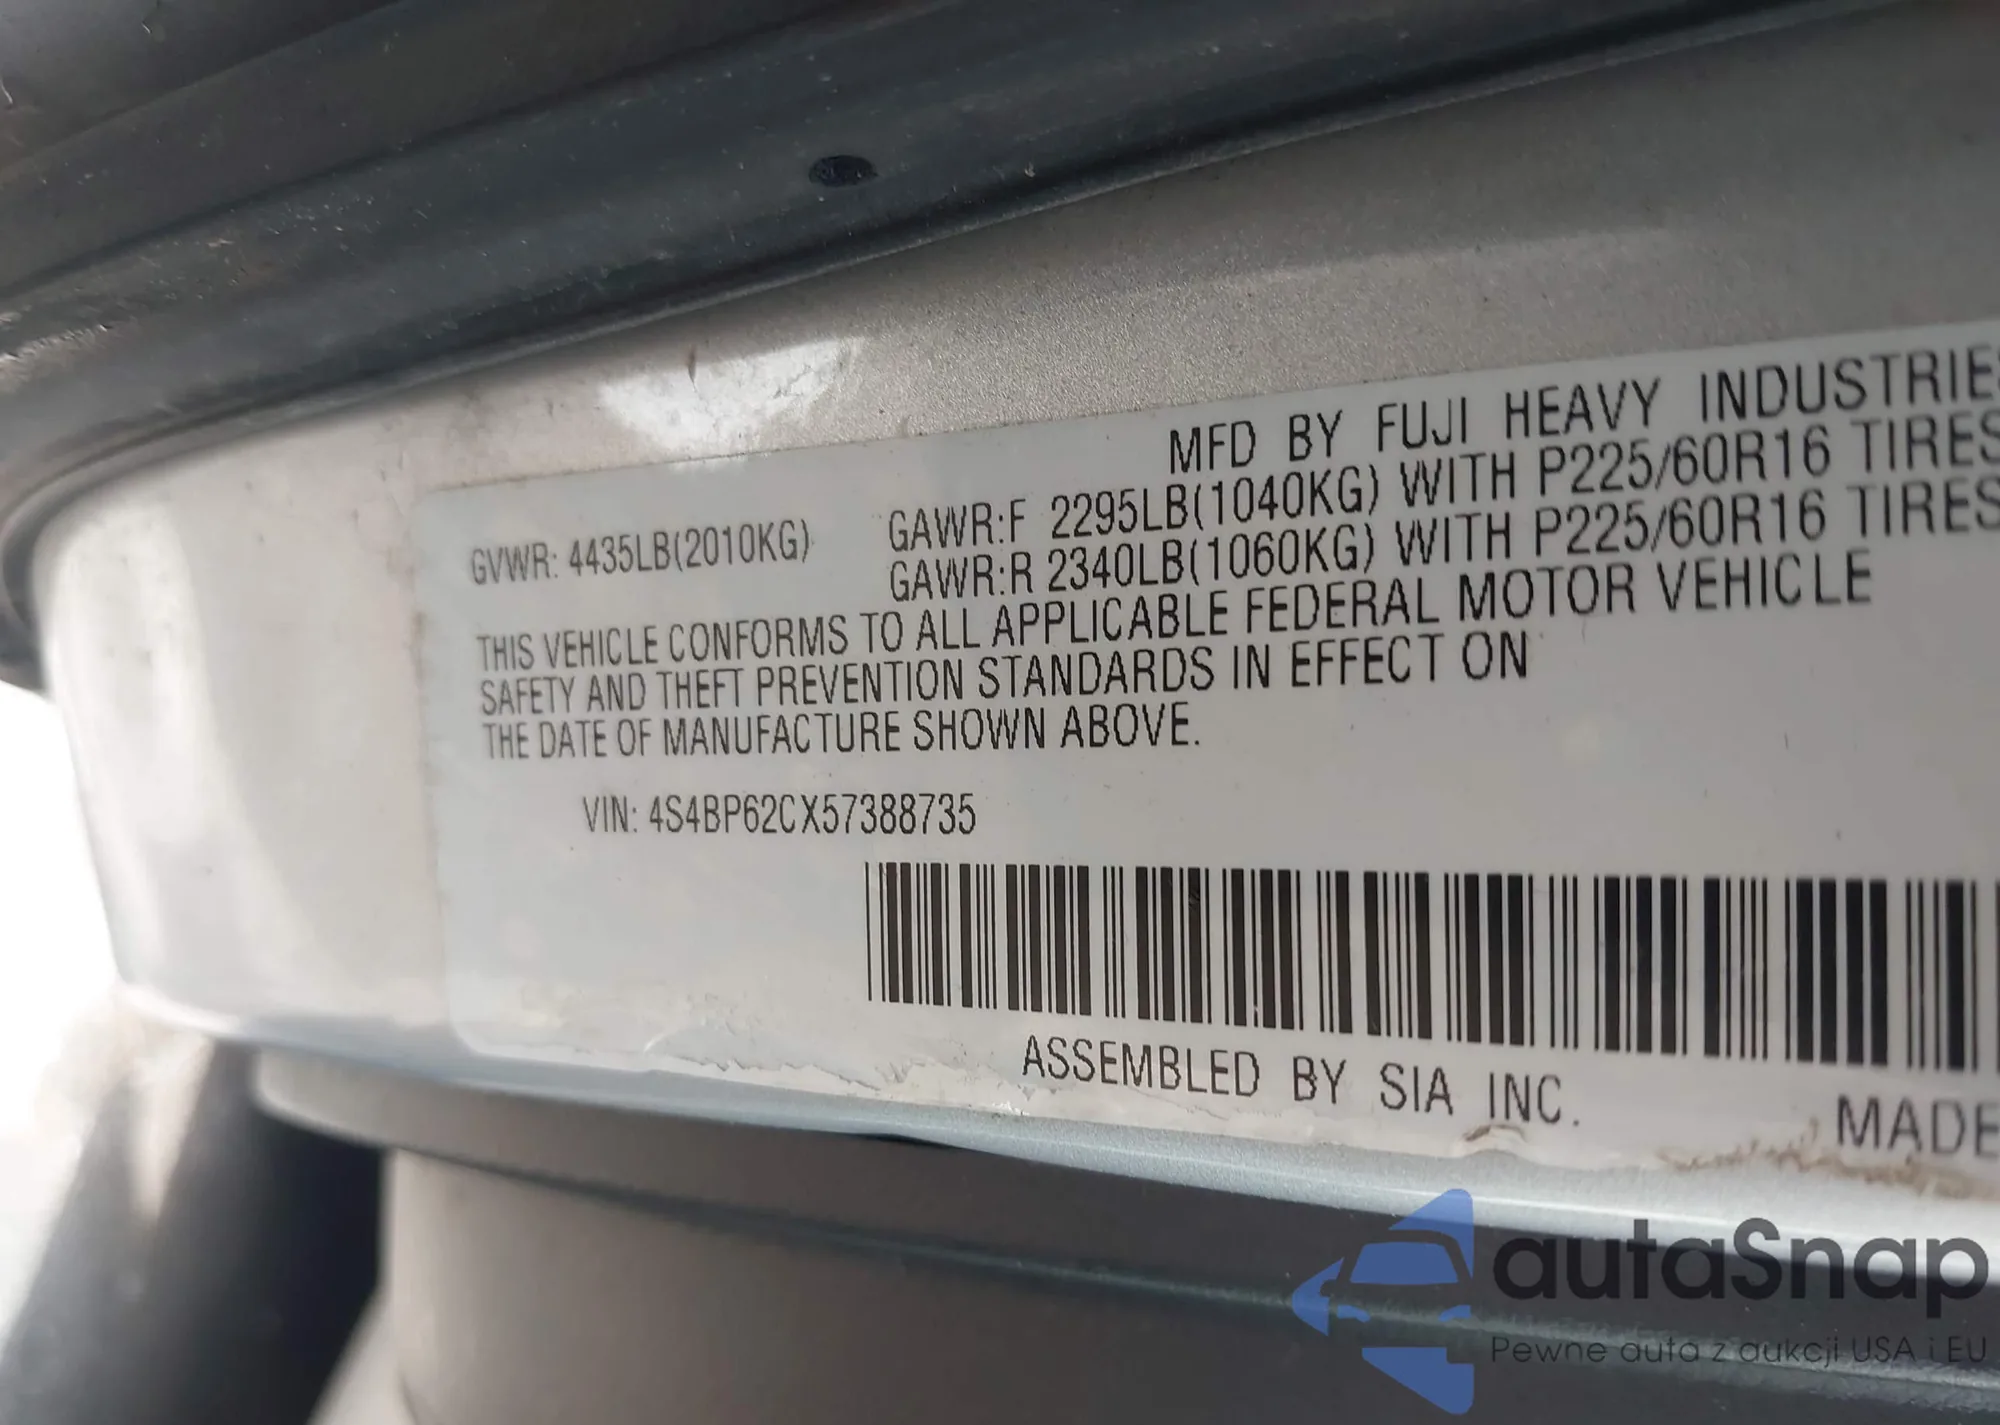 MFD BY FUJI HEAVY INDUSTRIES
GVWR: 4435LB(2010KG) GAWR:F 2295LB(1040KG) WITH P225/60R16 TIRES
GAWR:R 2340LB(1060KG) WITH P225/60R16 TIRES
THIS VEHICLE CONFORMS TO ALL APPLICABLE FEDERAL MOTOR VEHICLE
SAFETY AND THEFT PREVENTION STANDARDS IN EFFECT ON
THE DATE OF MANUFACTURE SHOWN ABOVE.
VIN: 4S4BP62CX57388735
ASSEMBLED BY SIA INC.
MADE
autaSnap
Pewne auta z aukcji USA i EU